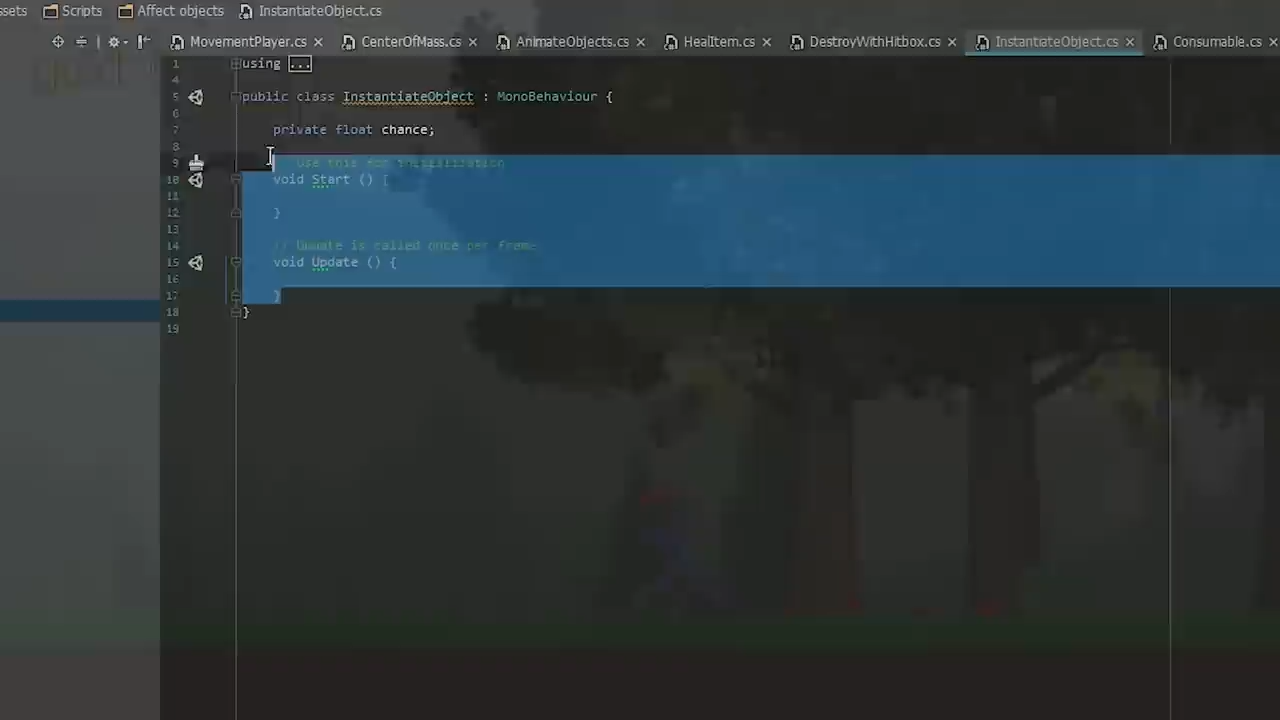 ssets Scripts Affect objects InstantiateObject.cs
MovementPlayer.cs CenterOfMass.cs AnimateObjects.cs HealItem.cs DestroyWithHitbox.cs InstantiateObject.cs Consumable.cs
1 using ...
4
5 public class InstantiateObject : MonoBehaviour {
6
7 private float chance;
8
9 // Use this for initialization
10 void Start () {
11
12 }
13
14 // Update is called once per frame
15 void Update () {
16
17 }
18 }
19